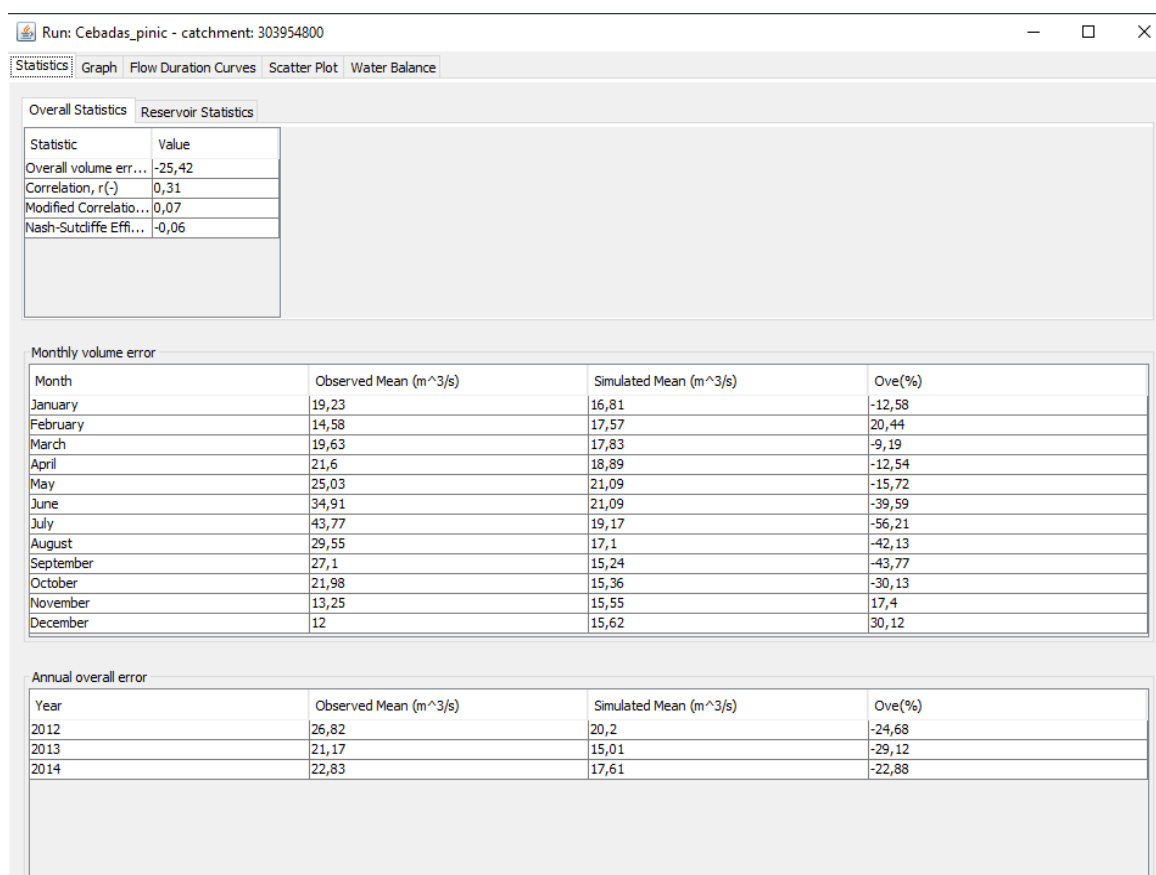 Run: Cebadas_pinic - catchment: 303954800
Statistics Graph Flow Duration Curves Scatter Plot Water Balance
Overall Statistics Reservoir Statistics
Statistic Value
Overall volume err... -25,42
Correlation, r(-) 0,31
Modified Correlatio... 0,07
Nash-Sutcliffe Effi... -0,06
Monthly volume error
Month Observed Mean (m^3/s) Simulated Mean (m^3/s) Ove(%)
January 19,23 16,81 -12,58
February 14,58 17,57 20,44
March 19,63 17,83 -9,19
April 21,6 18,89 -12,54
May 25,03 21,09 -15,72
June 34,91 21,09 -39,59
July 43,77 19,17 -56,21
August 29,55 17,1 -42,13
September 27,1 15,24 -43,77
October 21,98 15,36 -30,13
November 13,25 15,55 17,4
December 12 15,62 30,12
Annual overall error
Year Observed Mean (m^3/s) Simulated Mean (m^3/s) Ove(%)
2012 26,82 20,2 -24,68
2013 21,17 15,01 -29,12
2014 22,83 17,61 -22,88